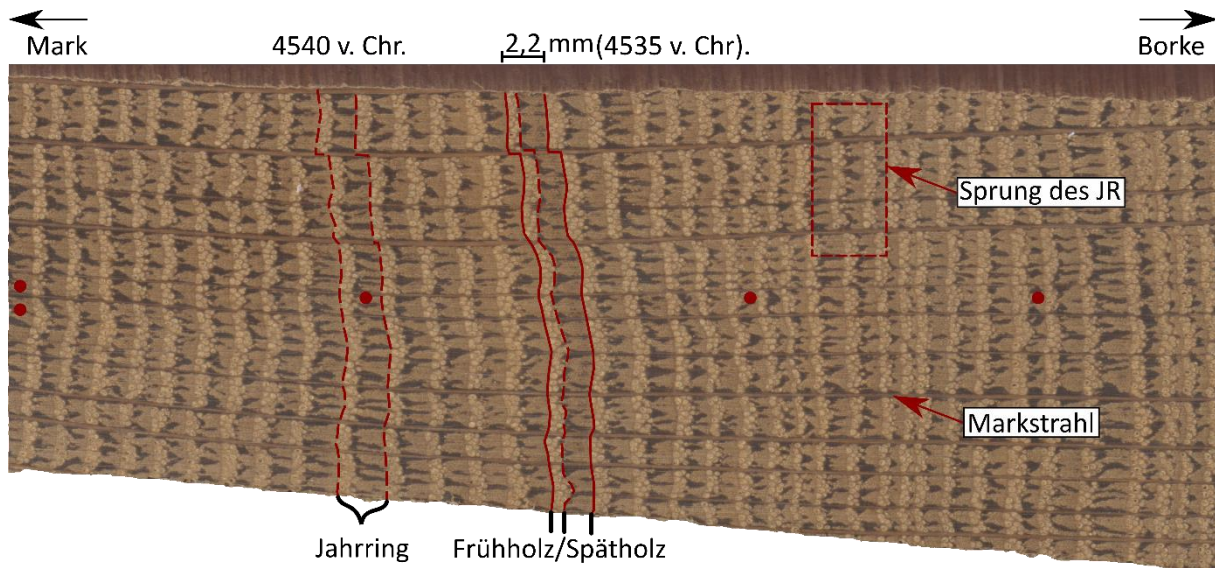 Mark
4540 v. Chr.
2,2 mm (4535 v. Chr).
Borke
Sprung des JR
Markstrahl
Jahrring
Frühholz/Spätholz